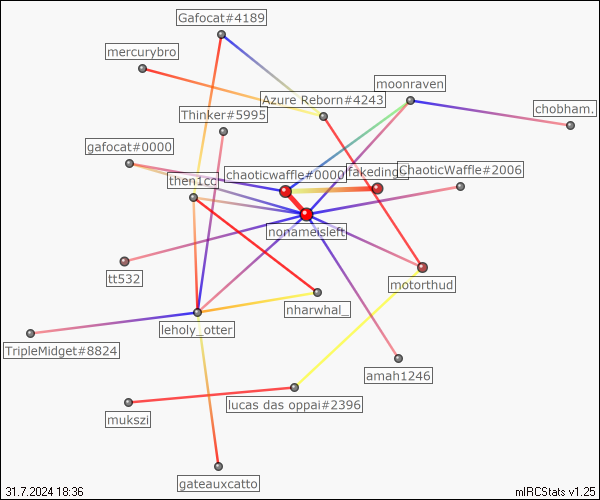 Gafocat#4189
mercurybro
moonraven
Azure Reborn#4243
Thinker#5995
chobham.
gafocat#0000
chaoticwaffle#0000
fakeding
ChaoticWaffle#2006
then1cc
nonameisleft
tt532
motorthud
nharwhal_
leholy_otter
TripleMidget#8824
amah1246
lucas das oppai#2396
mukszi
gateauxcatto
31.7.2024 18:36
mIRCStats v1.25